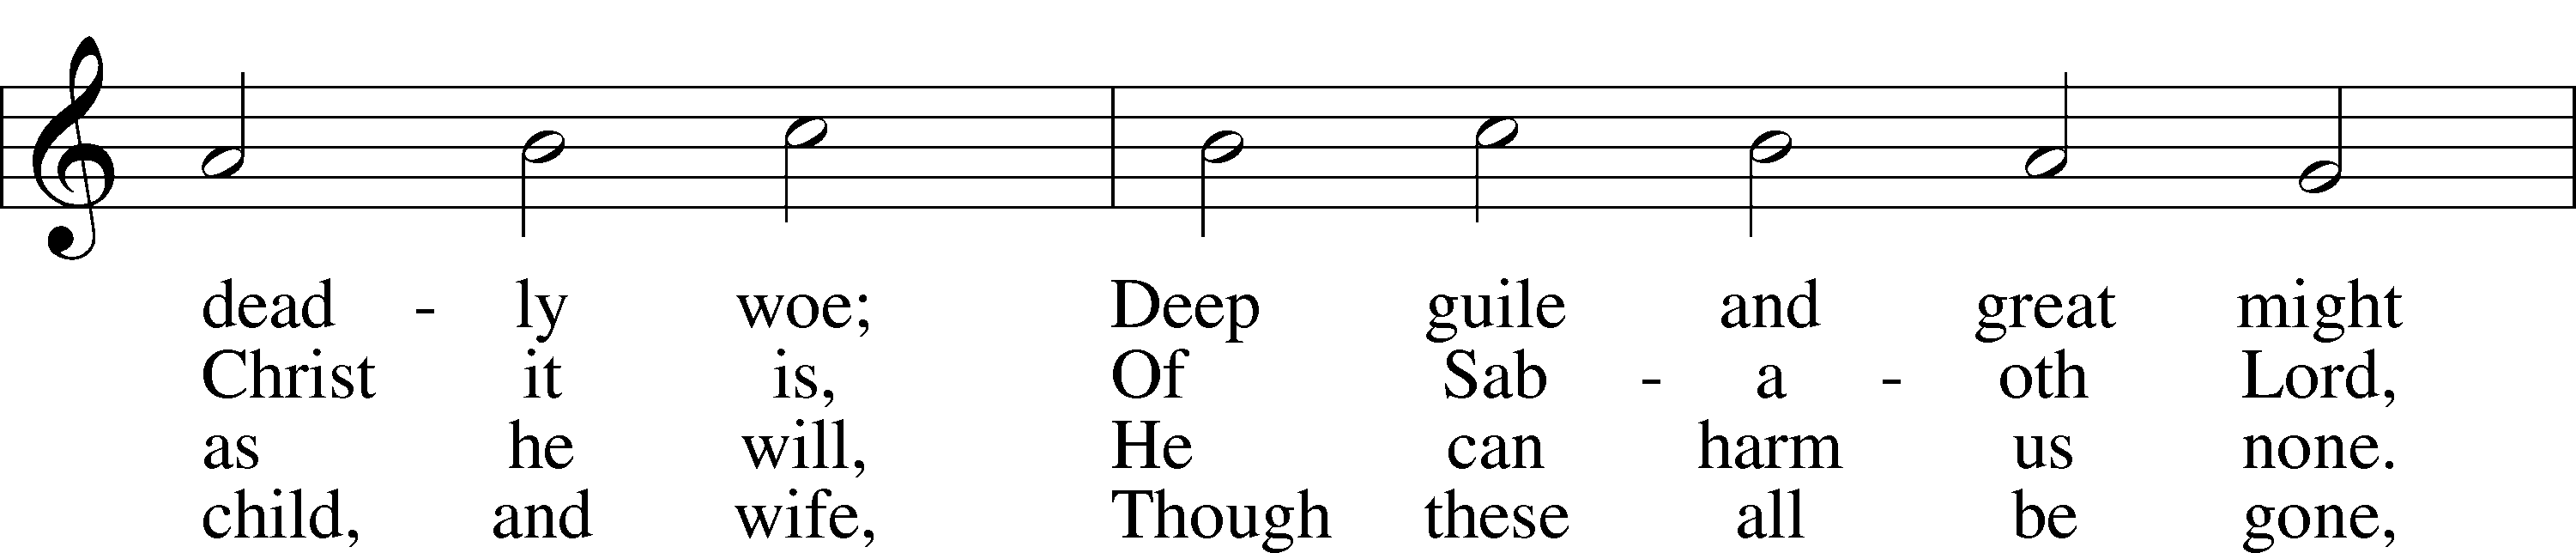 dead - ly woe; Deep guile and great might
Christ it is, Of Sab - a - oth Lord,
as he will, He can harm us none.
child, and wife, Though these all be gone,